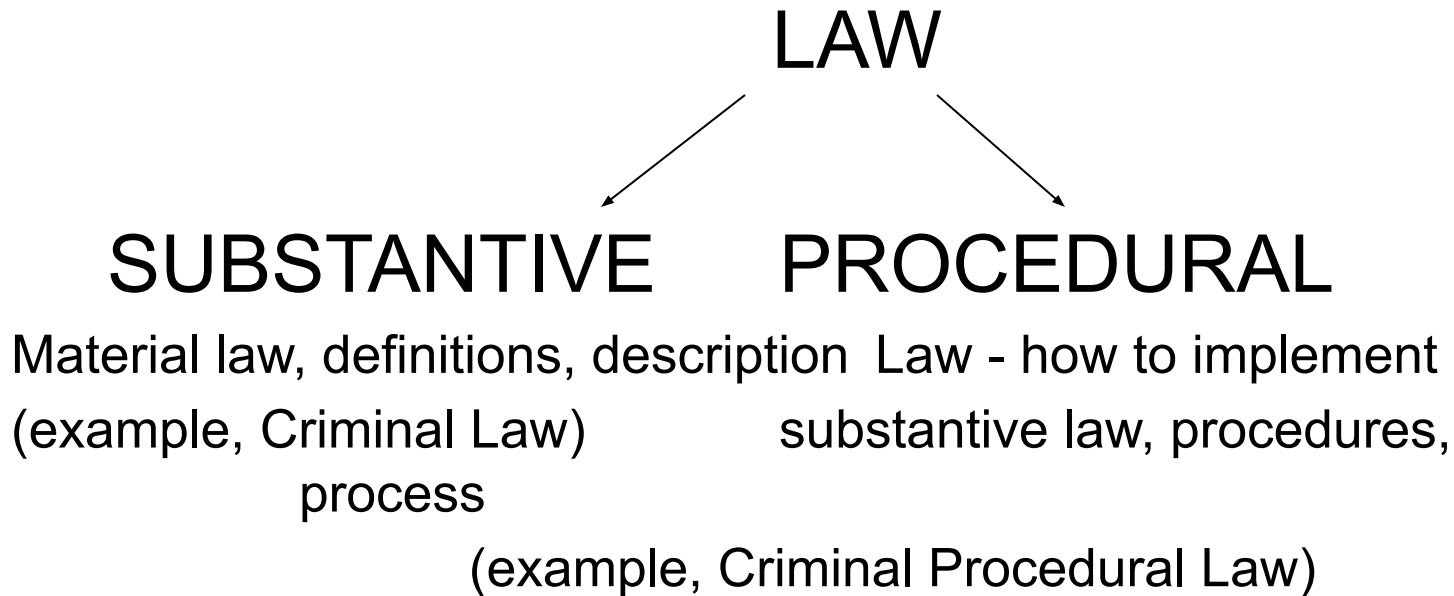 LAW
SUBSTANTIVE PROCEDURAL
Material law, definitions, description Law - how to implement
(example, Criminal Law) substantive law, procedures,
process
(example, Criminal Procedural Law)